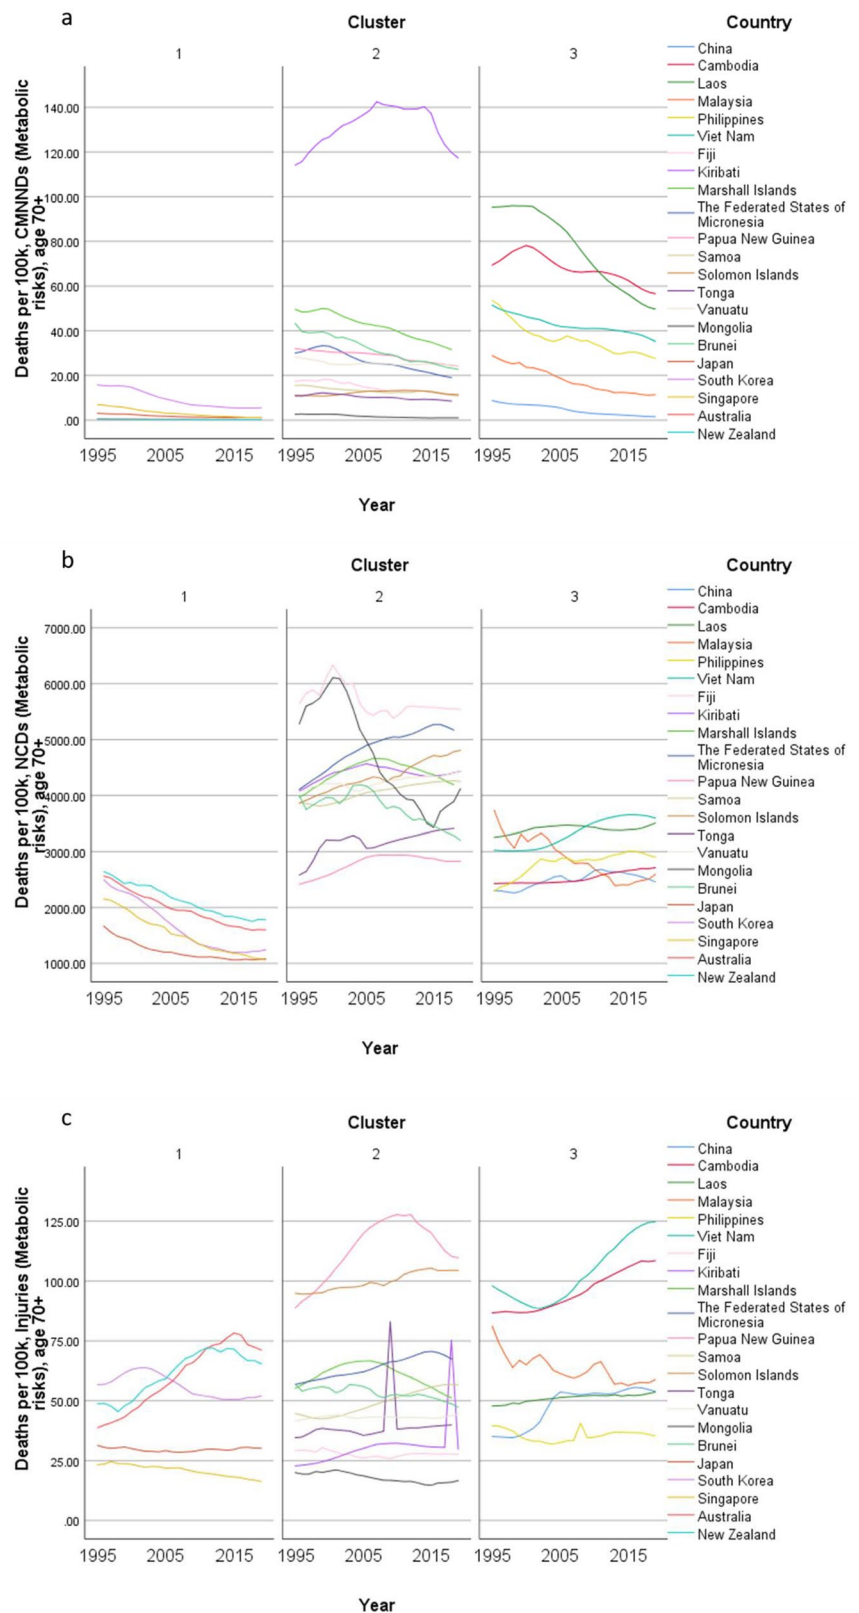 a
Cluster
Country
1
2
3
Deaths per 100k, CMNNDs (Metabolic
risks), age 70+
140.00
120.00
100.00
80.00
60.00
40.00
20.00
.00
1995
2005
2015
1995
2005
2015
1995
2005
2015
Year
China
Cambodia
Laos
Malaysia
Philippines
Viet Nam
Fiji
Kiribati
Marshall Islands
The Federated States of
Micronesia
Papua New Guinea
Samoa
Solomon Islands
Tonga
Vanuatu
Mongolia
Brunei
Japan
South Korea
Singapore
Australia
New Zealand
b
Cluster
Country
1
2
3
Deaths per 100k, NCDs (Metabolic
risks), age 70+
7000.00
6000.00
5000.00
4000.00
3000.00
2000.00
1000.00
1995
2005
2015
1995
2005
2015
1995
2005
2015
Year
China
Cambodia
Laos
Malaysia
Philippines
Viet Nam
Fiji
Kiribati
Marshall Islands
The Federated States of
Micronesia
Papua New Guinea
Samoa
Solomon Islands
Tonga
Vanuatu
Mongolia
Brunei
Japan
South Korea
Singapore
Australia
New Zealand
c
Cluster
Country
1
2
3
Deaths per 100k, Injuries (Metabolic
risks), age 70+
125.00
100.00
75.00
50.00
25.00
.00
1995
2005
2015
1995
2005
2015
1995
2005
2015
Year
China
Cambodia
Laos
Malaysia
Philippines
Viet Nam
Fiji
Kiribati
Marshall Islands
The Federated States of
Micronesia
Papua New Guinea
Samoa
Solomon Islands
Tonga
Vanuatu
Mongolia
Brunei
Japan
South Korea
Singapore
Australia
New Zealand